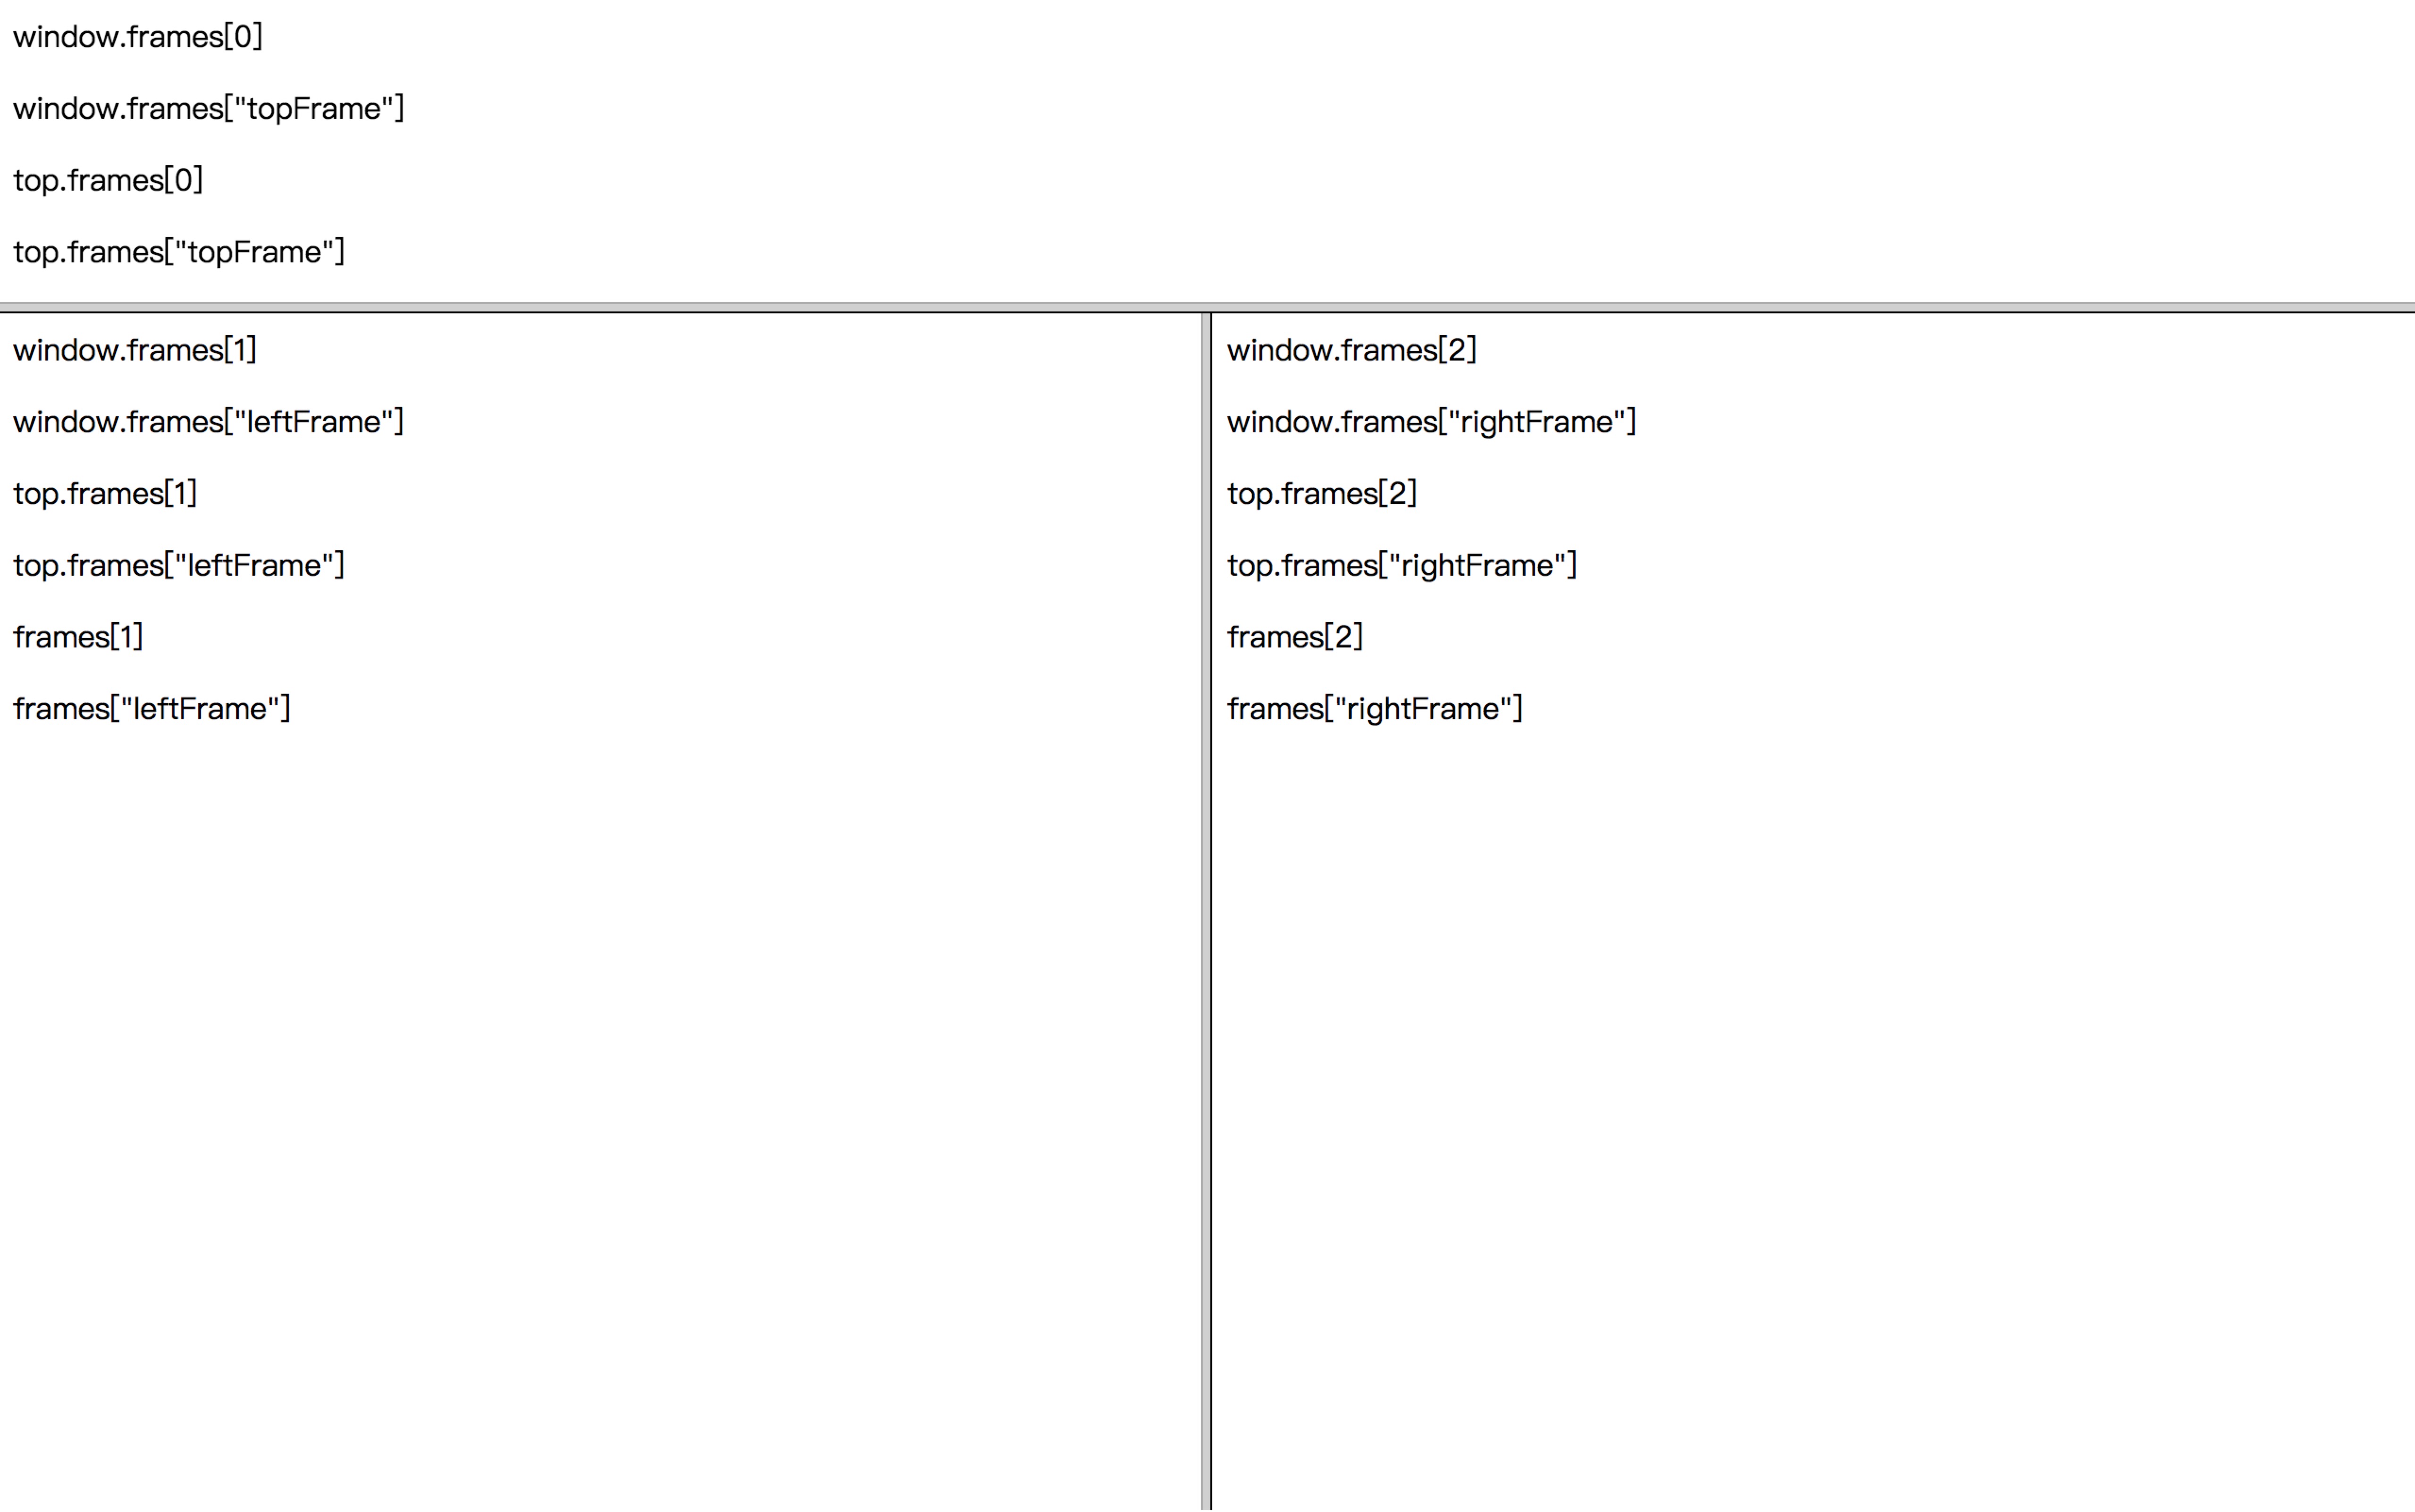 window.frames[0]
window.frames["topFrame"]
top.frames[0]
top.frames["topFrame"]
window.frames[1]
window.frames["leftFrame"]
top.frames[1]
top.frames["leftFrame"]
frames[1]
frames["leftFrame"]
window.frames[2]
window.frames["rightFrame"]
top.frames[2]
top.frames["rightFrame"]
frames[2]
frames["rightFrame"]